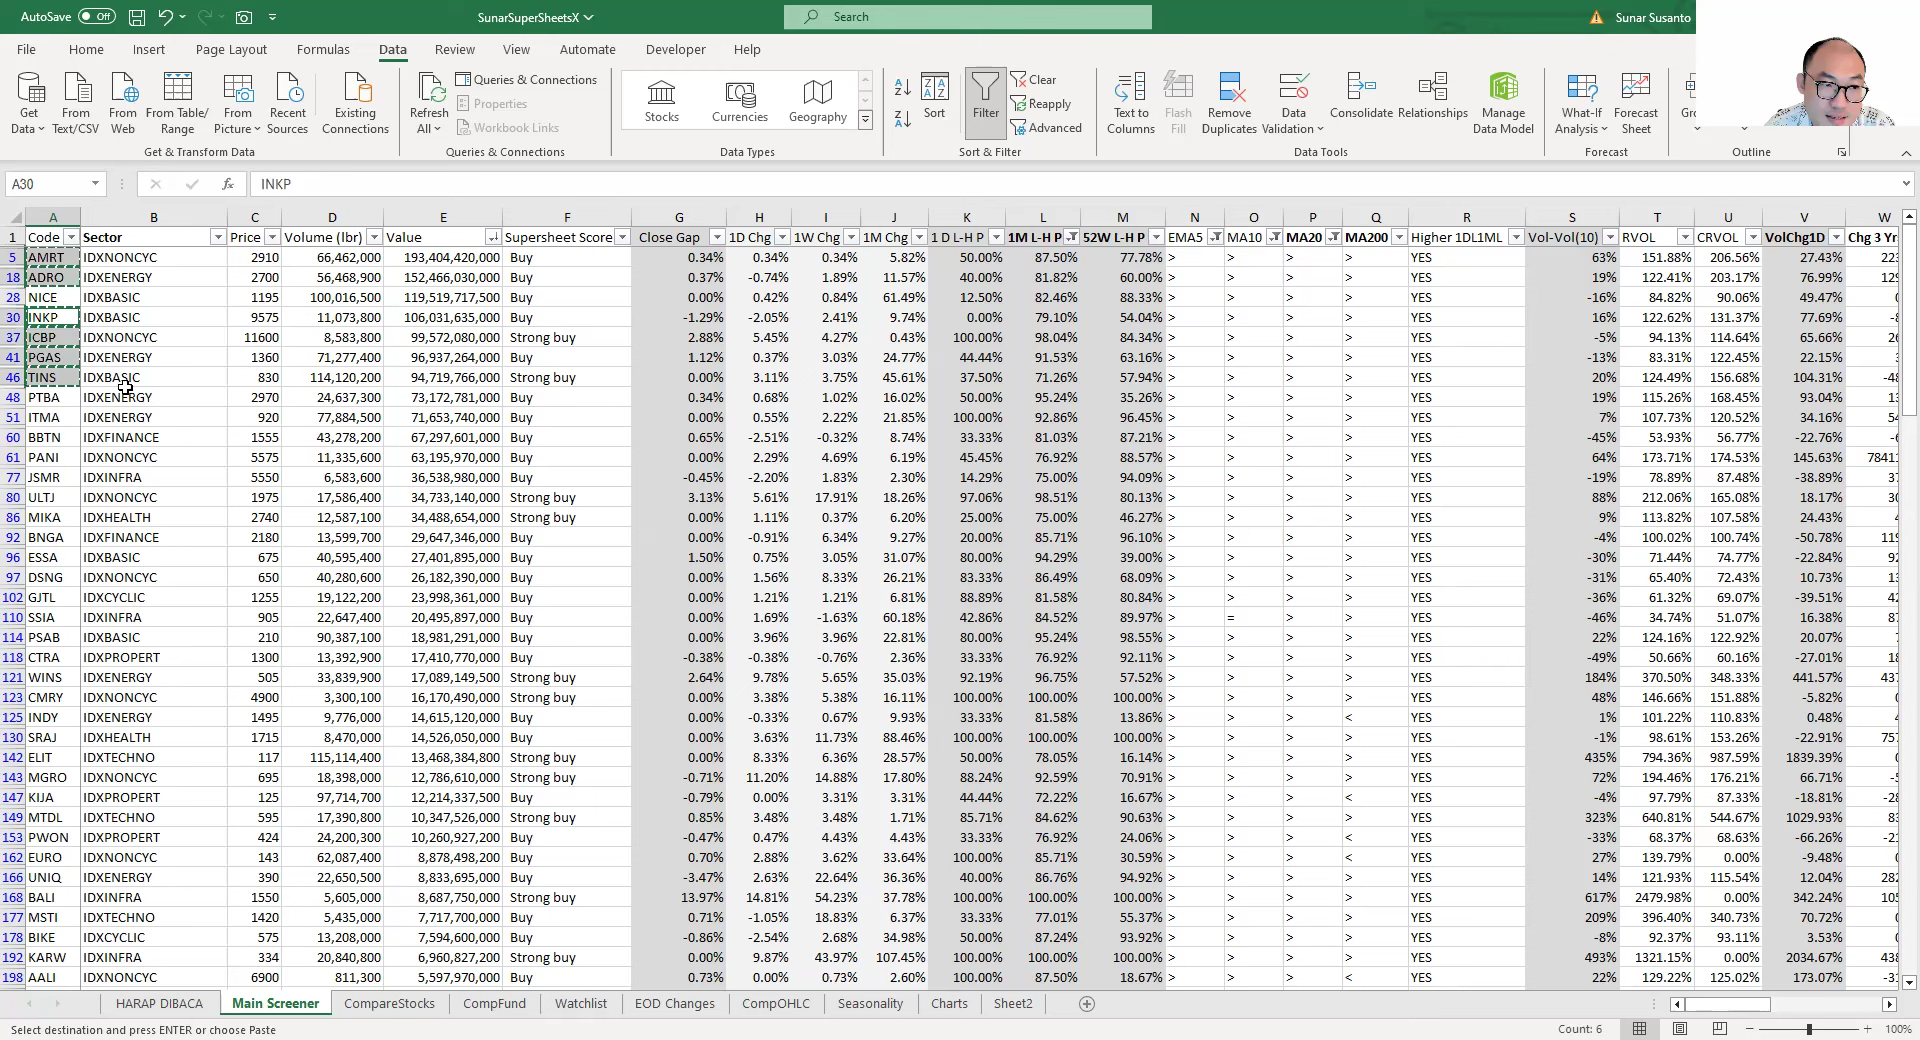 AutoSave Off SunarSuperSheetsX Search Sunar Susanto
File Home Insert Page Layout Formulas Data Review View Automate Developer Help
Get Data From Text/CSV From Web From Table/ Range From Picture Recent Sources Existing Connections Refresh All Queries & Connections Properties Workbook Links Stocks Currencies Geography Sort Filter Clear Reapply Advanced Text to Columns Flash Fill Remove Duplicates Data Validation Consolidate Relationships Manage Data Model What-If Analysis Forecast Sheet
Get & Transform Data Queries & Connections Data Types Sort & Filter Data Tools Forecast Outline
A30 fx INKP
A B C D E F G H I J K L M N O P Q R S T U V W
1 Code Sector Price Volume (lbr) Value Supersheet Score Close Gap 1D Chg 1W Chg 1M Chg 1 D L-H P 1M L-H P 52W L-H P EMA5 MA10 MA20 MA200 Higher 1DL1ML Vol-Vol(10) RVOL CRVOL VolChg1D Chg 3 Yr
5 AMRT IDXNONCYC 2910 66,462,000 193,404,420,000 Buy 0.34% 0.34% 0.34% 5.82% 50.00% 87.50% 77.78% > > > > YES 63% 151.88% 206.56% 27.43% 223
18 ADRO IDXENERGY 2700 56,468,900 152,466,030,000 Buy 0.37% -0.74% 1.89% 11.57% 40.00% 81.82% 60.00% > > > > YES 19% 122.41% 203.17% 76.99% 129
28 NICE IDXBASIC 1195 100,016,500 119,519,717,500 Buy 0.00% 0.42% 0.84% 61.49% 12.50% 82.46% 88.33% > > > > YES -16% 84.82% 90.06% 49.47% 0
30 INKP IDXBASIC 9575 11,073,800 106,031,635,000 Buy -1.29% -2.05% 2.41% 9.74% 0.00% 79.10% 54.04% > > > > YES 16% 122.62% 131.37% 77.69% -8
37 ICBP IDXNONCYC 11600 8,583,800 99,572,080,000 Strong buy 2.88% 5.45% 4.27% 0.43% 100.00% 98.04% 84.34% > > > > YES -5% 94.13% 114.64% 65.66% 26
41 PGAS IDXENERGY 1360 71,277,400 96,937,264,000 Buy 1.12% 0.37% 3.03% 24.77% 44.44% 91.53% 63.16% > > > > YES -13% 83.31% 122.45% 22.15% 3
46 TINS IDXBASIC 830 114,120,200 94,719,766,000 Strong buy 0.00% 3.11% 3.75% 45.61% 37.50% 71.26% 57.94% > > > > YES 20% 124.49% 156.68% 104.31% -48
48 PTBA IDXENERGY 2970 24,637,300 73,172,781,000 Buy 0.34% 0.68% 1.02% 16.02% 50.00% 95.24% 35.26% > > > > YES 19% 115.26% 168.45% 93.04% 13
51 ITMA IDXENERGY 920 77,884,500 71,653,740,000 Buy 0.00% 0.55% 2.22% 21.85% 100.00% 92.86% 96.45% > > > > YES 7% 107.73% 120.52% 34.16% 54
60 BBTN IDXFINANCE 1555 43,278,200 67,297,601,000 Buy 0.65% -2.51% -0.32% 8.74% 33.33% 81.03% 87.21% > > > > YES -45% 53.93% 56.77% -22.76% -6
61 PANI IDXNONCYC 5575 11,335,600 63,195,970,000 Buy 0.00% 2.29% 4.69% 6.19% 45.45% 76.92% 88.57% > > > > YES 64% 173.71% 174.53% 145.63% 7841
77 JSMR IDXINFRA 5550 6,583,600 36,538,980,000 Buy -0.45% -2.20% 1.83% 2.30% 14.29% 75.00% 94.09% > > > > YES -19% 78.89% 87.48% -38.89% 37
80 ULTJ IDXNONCYC 1975 17,586,400 34,733,140,000 Strong buy 3.13% 5.61% 17.91% 18.26% 97.06% 98.51% 80.13% > > > > YES 88% 212.06% 165.08% 18.17% 30
86 MIKA IDXHEALTH 2740 12,587,100 34,488,654,000 Strong buy 0.00% 1.11% 0.37% 6.20% 25.00% 75.00% 46.27% > > > > YES 9% 113.82% 107.58% 24.43% 4
92 BNGA IDXFINANCE 2180 13,599,700 29,647,346,000 Buy 0.00% -0.91% 6.34% 9.27% 20.00% 85.71% 96.10% > > > > YES -4% 100.02% 100.74% -50.78% 119
96 ESSA IDXBASIC 675 40,595,400 27,401,895,000 Buy 1.50% 0.75% 3.05% 31.07% 80.00% 94.29% 39.00% > > > > YES -30% 71.44% 74.77% -22.84% 92
97 DSNG IDXNONCYC 650 40,280,600 26,182,390,000 Buy 0.00% 1.56% 8.33% 26.21% 83.33% 86.49% 68.09% > > > > YES -31% 65.40% 72.43% 10.73% 13
102 GJTL IDXCYCLIC 1255 19,122,200 23,998,361,000 Buy 0.00% 1.21% 1.21% 6.81% 88.89% 81.58% 80.84% > > > > YES -36% 61.32% 69.07% -39.51% 42
110 SSIA IDXINFRA 905 22,647,400 20,495,897,000 Buy 0.00% 1.69% -1.63% 60.18% 42.86% 84.52% 89.97% > = > > YES -46% 34.74% 51.07% 16.38% 87
114 PSAB IDXBASIC 210 90,387,100 18,981,291,000 Buy 0.00% 3.96% 3.96% 22.81% 80.00% 95.24% 98.55% > > > > YES 22% 124.16% 122.92% 20.07% 7
118 CTRA IDXPROPERT 1300 13,392,900 17,410,770,000 Buy -0.38% -0.38% -0.76% 2.36% 33.33% 76.92% 92.11% > > > > YES -49% 50.66% 60.16% -27.01% 18
121 WINS IDXENERGY 505 33,839,900 17,089,149,500 Strong buy 2.64% 9.78% 5.65% 35.03% 92.19% 96.75% 57.52% > > > > YES 184% 370.50% 348.33% 441.57% 437
123 CMRY IDXNONCYC 4900 3,300,100 16,170,490,000 Strong buy 0.00% 3.38% 5.38% 16.11% 100.00% 100.00% 100.00% > > > > YES 48% 146.66% 151.88% -5.82% 0
125 INDY IDXENERGY 1495 9,776,000 14,615,120,000 Buy 0.00% -0.33% 0.67% 9.93% 33.33% 81.58% 13.86% > > > < YES 1% 101.22% 110.83% 0.48% 4
130 SRAJ IDXHEALTH 1715 8,470,000 14,526,050,000 Buy 0.00% 3.63% 11.73% 88.46% 100.00% 100.00% 100.00% > > > > YES -1% 98.61% 153.26% -22.91% 757
142 ELIT IDXTECHNO 117 115,114,400 13,468,384,800 Strong buy 0.00% 8.33% 6.36% 28.57% 50.00% 78.05% 16.14% > > > > YES 435% 794.36% 987.59% 1839.39% 0
143 MGRO IDXNONCYC 695 18,398,000 12,786,610,000 Strong buy -0.71% 11.20% 14.88% 17.80% 88.24% 92.59% 70.91% > > > > YES 72% 194.46% 176.21% 66.71% -5
147 KIJA IDXPROPERT 125 97,714,700 12,214,337,500 Buy -0.79% 0.00% 3.31% 3.31% 44.44% 72.22% 16.67% > > > < YES -4% 97.79% 87.33% -18.81% -28
149 MTDL IDXTECHNO 595 17,390,800 10,347,526,000 Strong buy 0.85% 3.48% 3.48% 1.71% 85.71% 84.62% 90.63% > > > > YES 323% 640.81% 544.67% 1029.93% 83
153 PWON IDXPROPERT 424 24,200,300 10,260,927,200 Buy -0.47% 0.47% 4.43% 4.43% 33.33% 76.92% 24.06% > > > < YES -33% 68.37% 68.63% -66.26% -21
162 EURO IDXNONCYC 143 62,087,400 8,878,498,200 Buy 0.70% 2.88% 3.62% 33.64% 100.00% 85.71% 30.59% > > > < YES 27% 139.79% 0.00% -9.48% 0
166 UNIQ IDXENERGY 390 22,650,500 8,833,695,000 Buy -3.47% 2.63% 22.64% 36.36% 40.00% 86.76% 94.92% > > > > YES 14% 121.93% 115.54% 12.04% 282
168 BALI IDXINFRA 1550 5,605,000 8,687,750,000 Strong buy 13.97% 14.81% 54.23% 37.78% 100.00% 100.00% 100.00% > > > > YES 617% 2479.98% 0.00% 342.24% 105
177 MSTI IDXTECHNO 1420 5,435,000 7,717,700,000 Buy 0.71% -1.05% 18.83% 6.37% 33.33% 77.01% 55.37% > > > > YES 209% 396.40% 340.73% 70.72% 0
178 BIKE IDXCYCLIC 575 13,208,000 7,594,600,000 Buy -0.86% -2.54% 2.68% 34.98% 50.00% 87.24% 93.92% > > > > YES -8% 92.37% 93.11% 3.53% 0
192 KARW IDXINFRA 334 20,840,800 6,960,827,200 Strong buy 0.00% 9.87% 43.97% 107.45% 100.00% 100.00% 100.00% > > > > YES 493% 1321.15% 0.00% 2034.67% 438
198 AALI IDXNONCYC 6900 811,300 5,597,970,000 Buy 0.73% 0.00% 0.73% 2.60% 100.00% 87.50% 18.67% > > > < YES 22% 129.22% 125.02% 173.07% -31
HARAP DIBACA Main Screener CompareStocks CompFund Watchlist EOD Changes CompOHLC Seasonality Charts Sheet2
Select destination and press ENTER or choose Paste Count: 6 100%